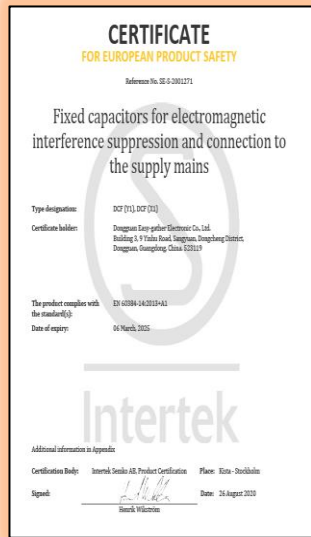 CERTIFICATE
FOR EUROPEAN PRODUCT SAFETY
Reference No. SE-S-2001271
Fixed capacitors for electromagnetic
interference suppression and connection to
the supply mains
Type designation: DCF (Y1), DCF (X1)
Certificate holder: Dongguan Easy-gather Electronic Co., Ltd.
Building 3, 9 Yinhu Road, Sangyuan, Dongcheng District,
Dongguan, Guangdong, China 523119
The product complies with EN 60384-14:2013+A1
the standard(s):
Date of expiry: 06 March, 2025
Intertek
Additional information in Appendix
Certification Body: Intertek Semko AB, Product Certification Place: Kista - Stockholm
Signed: Date: 26 August 2020
Henrik Wikström